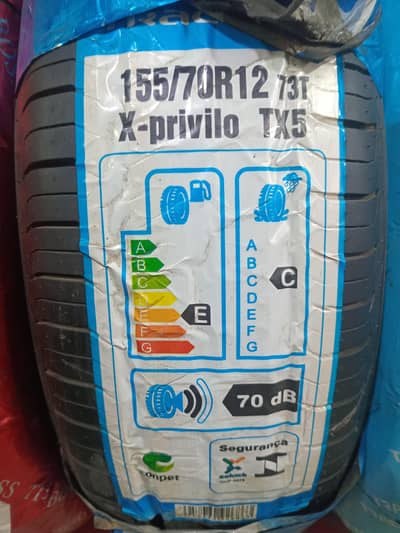 155/70R12 73T
X-privilo TX5
A
B
C
D
E
F
G
E
A
B
C
D
E
F
G
C
70 dB
conpet
Segurança